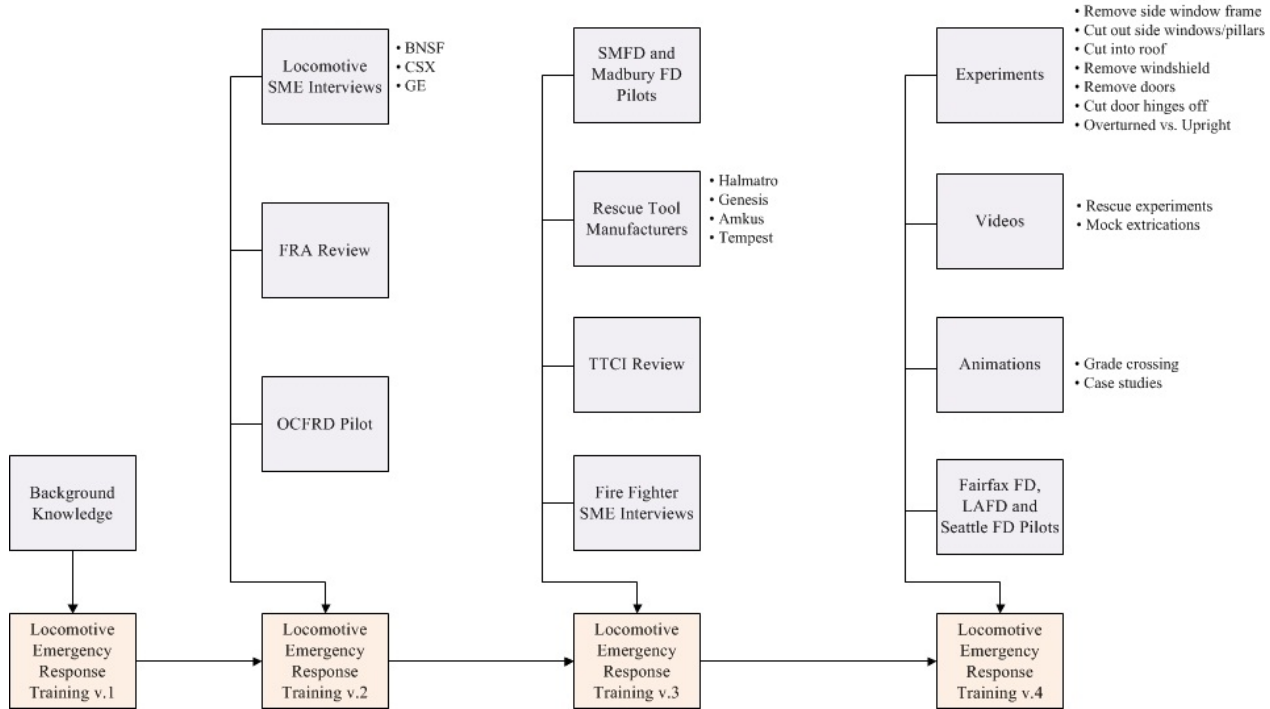 Locomotive
SME Interviews
• BNSF
• CSX
• GE
FRA Review
OCFRD Pilot
Background
Knowledge
SMFD and
Madbury FD
Pilots
Rescue Tool
Manufacturers
• Halmatro
• Genesis
• Amkus
• Tempest
TTCI Review
Fire Fighter
SME Interviews
Experiments
• Remove side window frame
• Cut out side windows/pillars
• Cut into roof
• Remove windshield
• Remove doors
• Cut door hinges off
• Overturned vs. Upright
Videos
• Rescue experiments
• Mock extrications
Animations
• Grade crossing
• Case studies
Fairfax FD,
LAFD and
Seattle FD Pilots
Locomotive
Emergency
Response
Training v.1
Locomotive
Emergency
Response
Training v.2
Locomotive
Emergency
Response
Training v.3
Locomotive
Emergency
Response
Training v.4